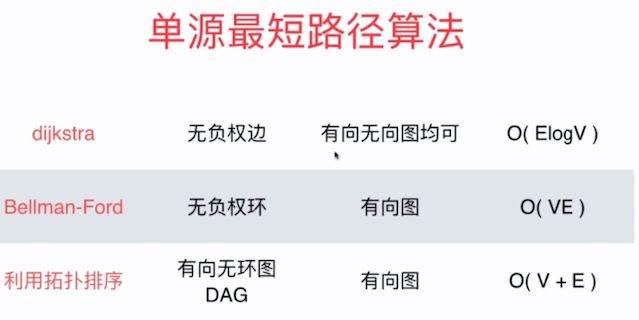 单源最短路径算法
dijkstra 无负权边 有向无向图均可 O( ElogV )
Bellman-Ford 无负权环 有向图 O( VE )
利用拓扑排序 有向无环图 DAG 有向图 O( V + E )